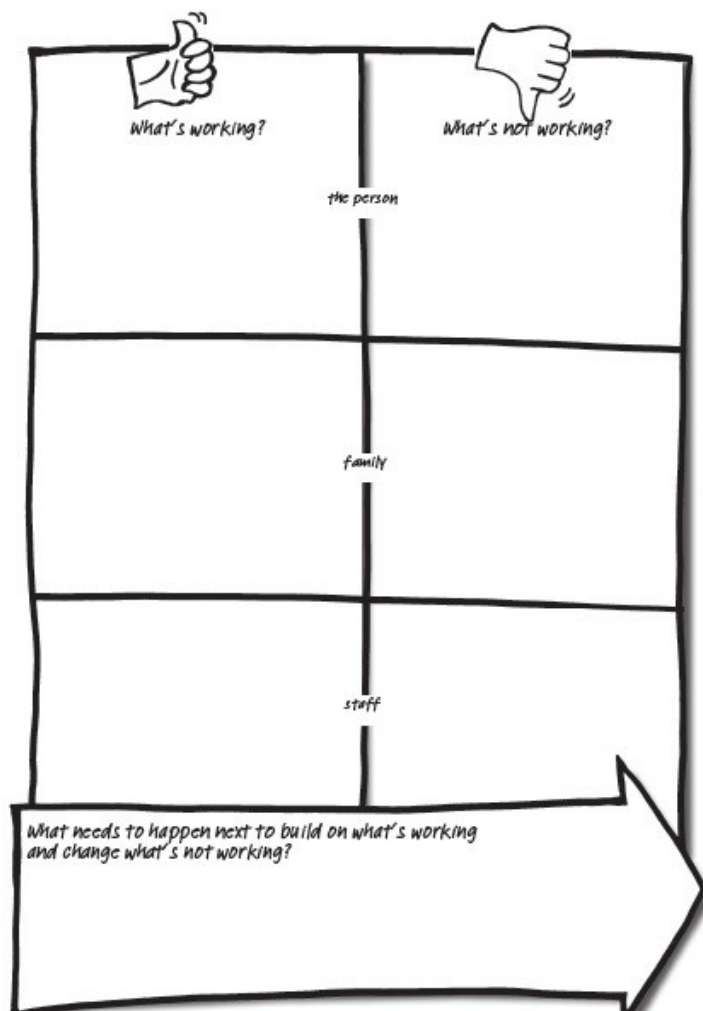 What's working?
What's not working?
the person
family
staff
What needs to happen next to build on what's working
and change what's not working?